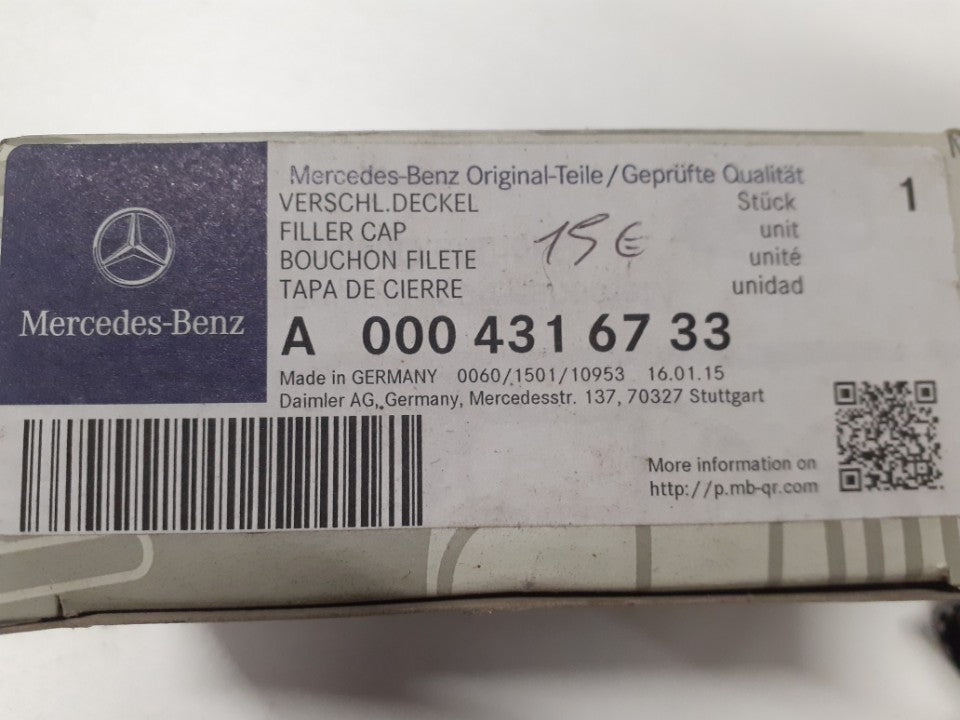 Mercedes-Benz
Mercedes-Benz Original-Teile/Geprüfte Qualität
VERSCHL.DECKEL Stück 1
FILLER CAP unit
BOUCHON FILETE unité
TAPA DE CIERRE unidad
15€
A 000 431 67 33
Made in GERMANY 0060/1501/10953 16.01.15
Daimler AG, Germany, Mercedesstr. 137, 70327 Stuttgart
More information on
http://p.mb-qr.com